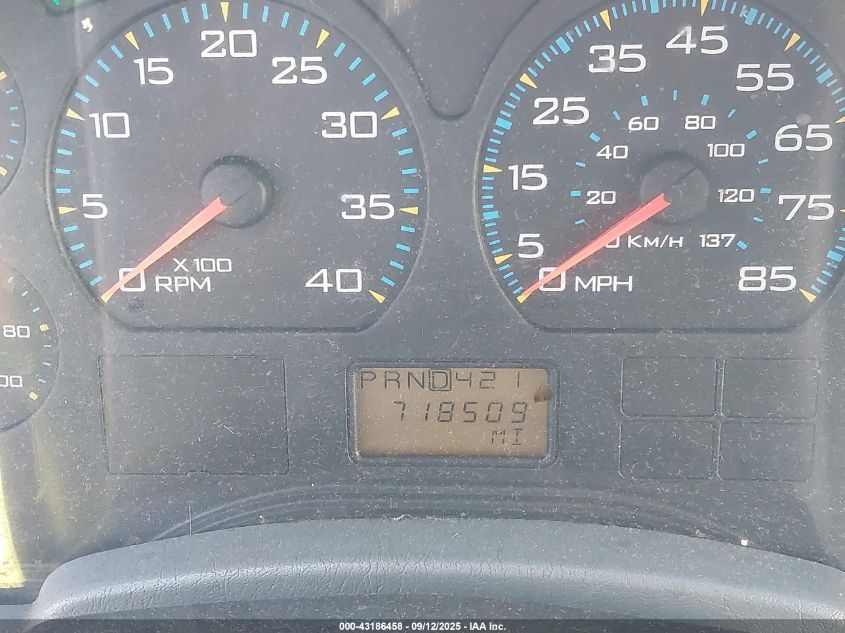 5 10 15 20 25 30 35 40
0
X 100
RPM
5 15 25 35 45 55 65 75 85
20 40 60 80 100 120 137
KM/H
0 MPH
80
00
PRND421
718509
MI
000-43186458 - 09/12/2025 - IAA Inc.